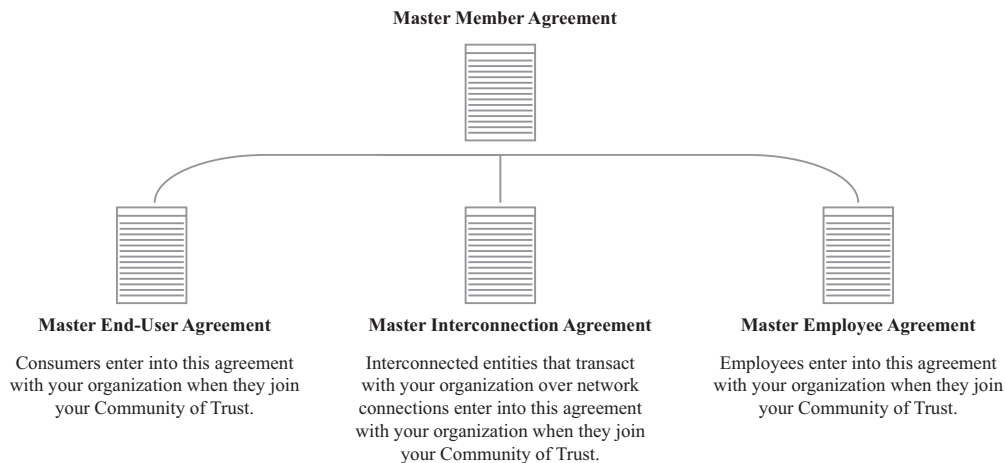 Master Member Agreement
Master End-User Agreement
Consumers enter into this agreement
with your organization when they join
your Community of Trust.
Master Interconnection Agreement
Interconnected entities that transact
with your organization over network
connections enter into this agreement
with your organization when they join
your Community of Trust.
Master Employee Agreement
Employees enter into this agreement
with your organization when they join
your Community of Trust.